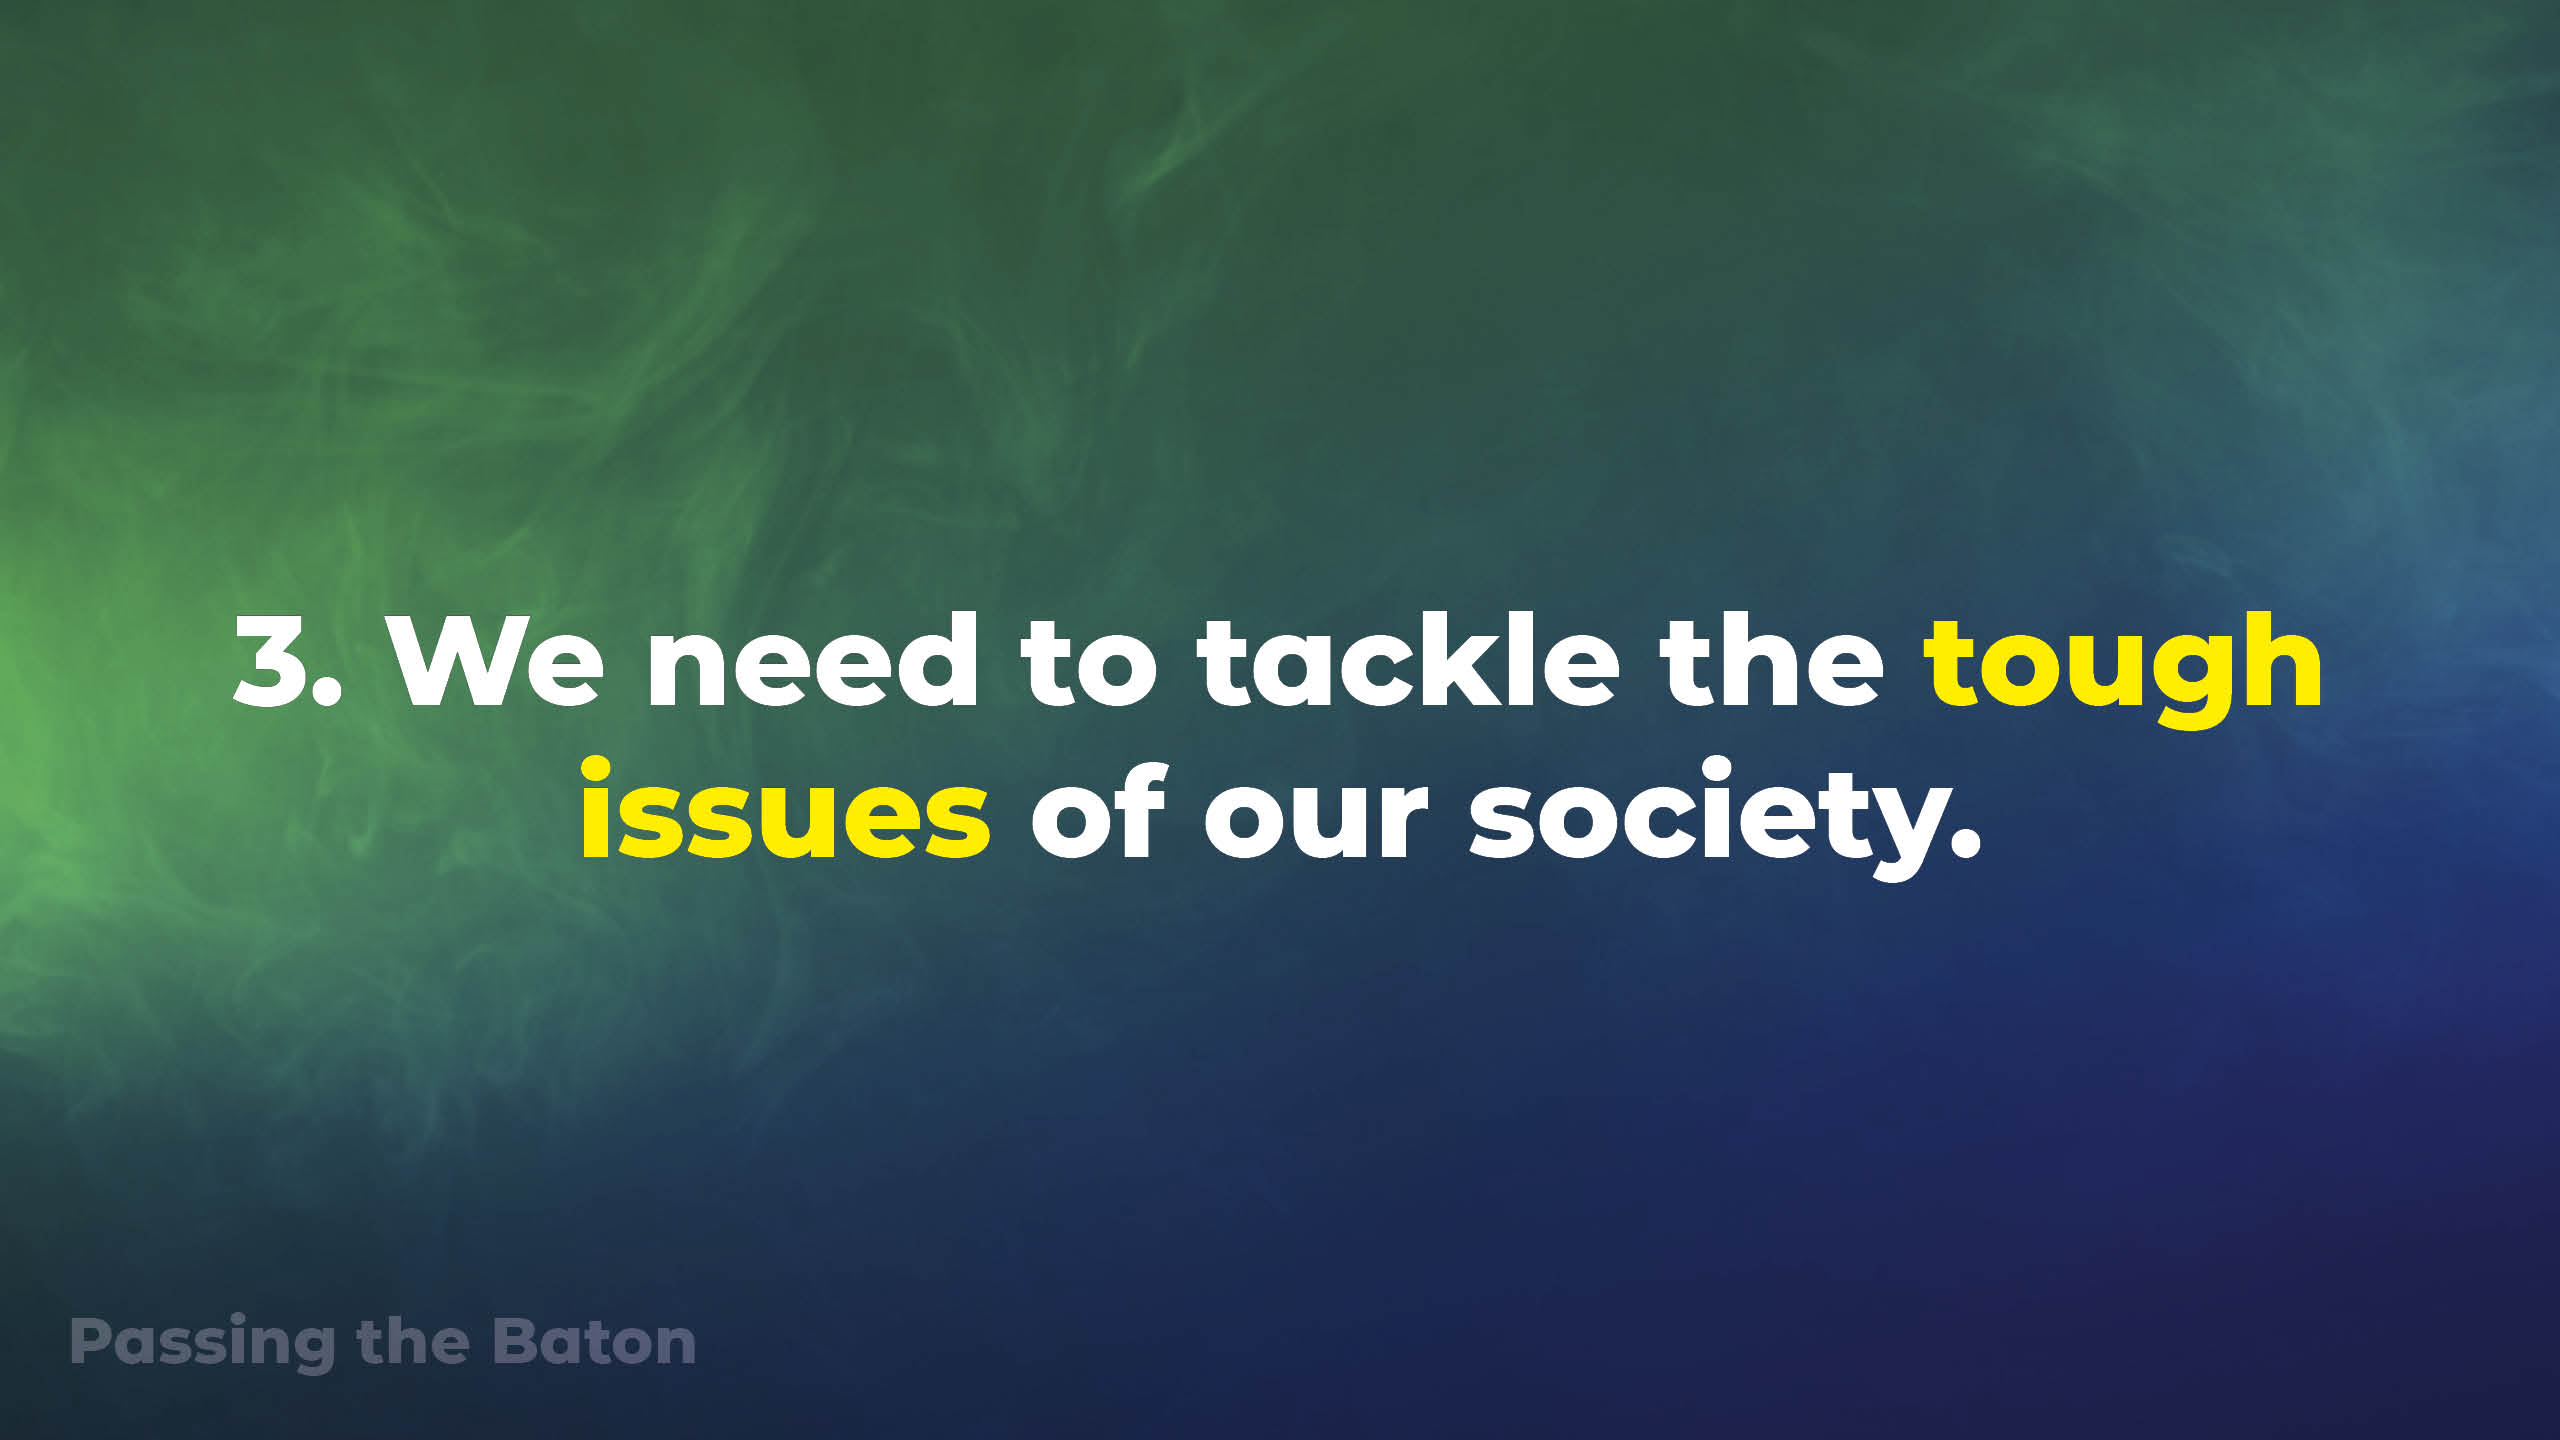 3. We need to tackle the tough
issues of our society.
Passing the Baton